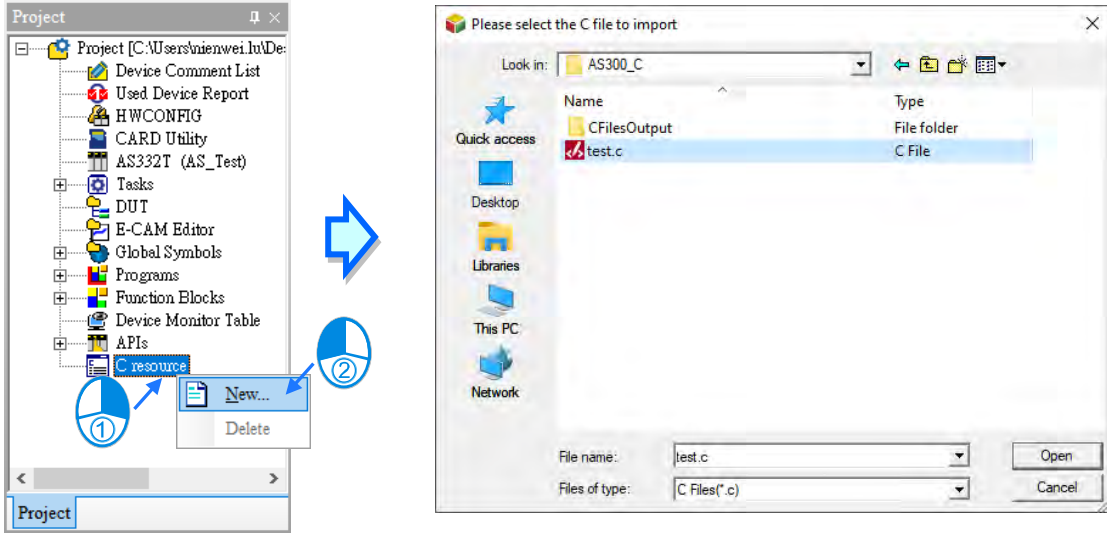 Project
Project [C:\Users\nienwei.lu\De:
Device Comment List
Used Device Report
HWCONFIG
CARD Utility
AS332T (AS_Test)
Tasks
DUT
E-CAM Editor
Global Symbols
Programs
Function Blocks
Device Monitor Table
APIs
C resource
1
2
New...
Delete
Project
Please select the C file to import
Look in: AS300_C
Name Type
CFilesOutput File folder
test.c C File
Quick access
Desktop
Libraries
This PC
Network
File name: test.c Open
Files of type: C Files(*.c) Cancel